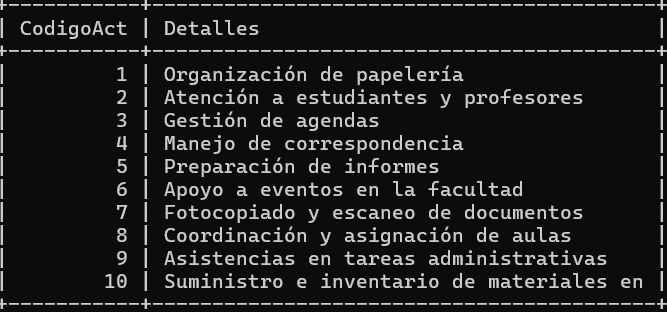 CodigoAct | Detalles
1 | Organización de papelería
2 | Atención a estudiantes y profesores
3 | Gestión de agendas
4 | Manejo de correspondencia
5 | Preparación de informes
6 | Apoyo a eventos en la facultad
7 | Fotocopiado y escaneo de documentos
8 | Coordinación y asignación de aulas
9 | Asistencias en tareas administrativas
10 | Suministro e inventario de materiales en